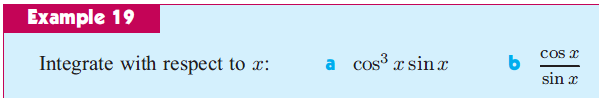 Example 19
Integrate with respect to x: a cos³ x sin x b cos x / sin x